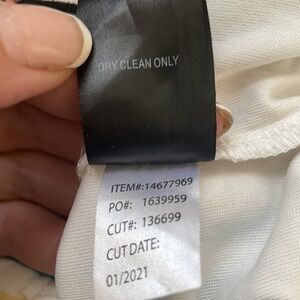 DRY CLEAN ONLY
ITEM#:14677969
PO#: 1639959
CUT#: 136699
CUT DATE:
01/2021